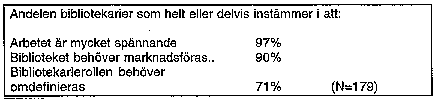 Andelen bibliotekarier som helt eller delvis instämmer i att:
Arbetet är mycket spännande 97%
Biblioteket behöver marknadsföras.. 90%
Bibliotekarierollen behöver
omdefinieras 71% (N=179)